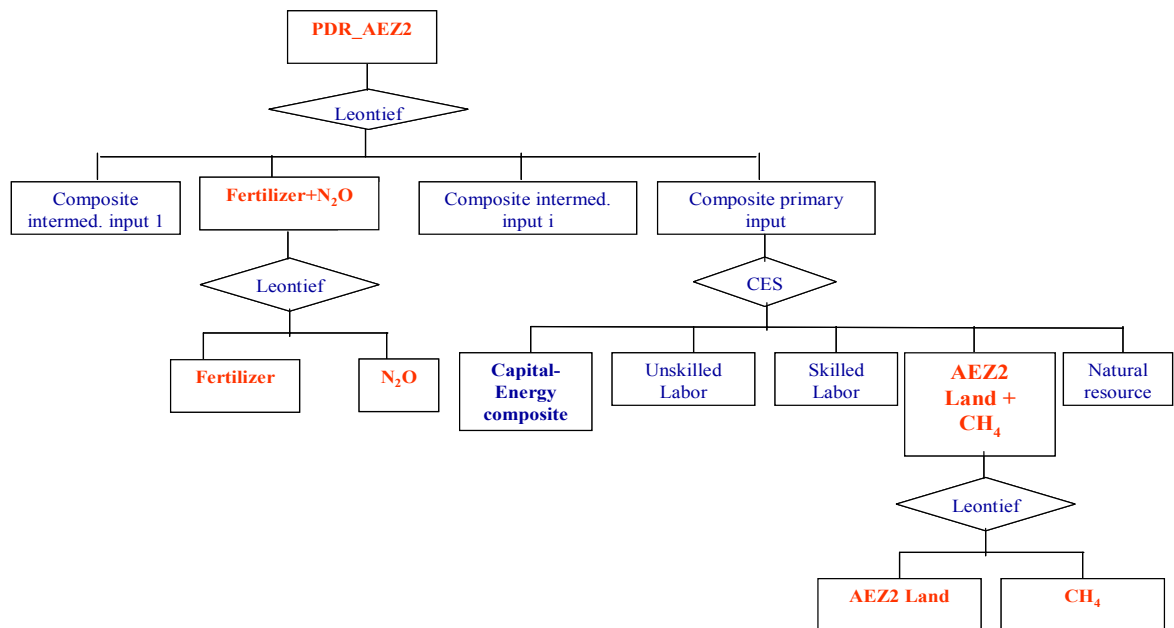 PDR_AEZ2
Leontief
Composite
intermed. input 1
Fertilizer+N₂O
Composite intermed.
input i
Composite primary
input
Leontief
CES
Fertilizer
N₂O
Capital-
Energy
composite
Unskilled
Labor
Skilled
Labor
AEZ2
Land +
CH₄
Natural
resource
Leontief
AEZ2 Land
CH₄